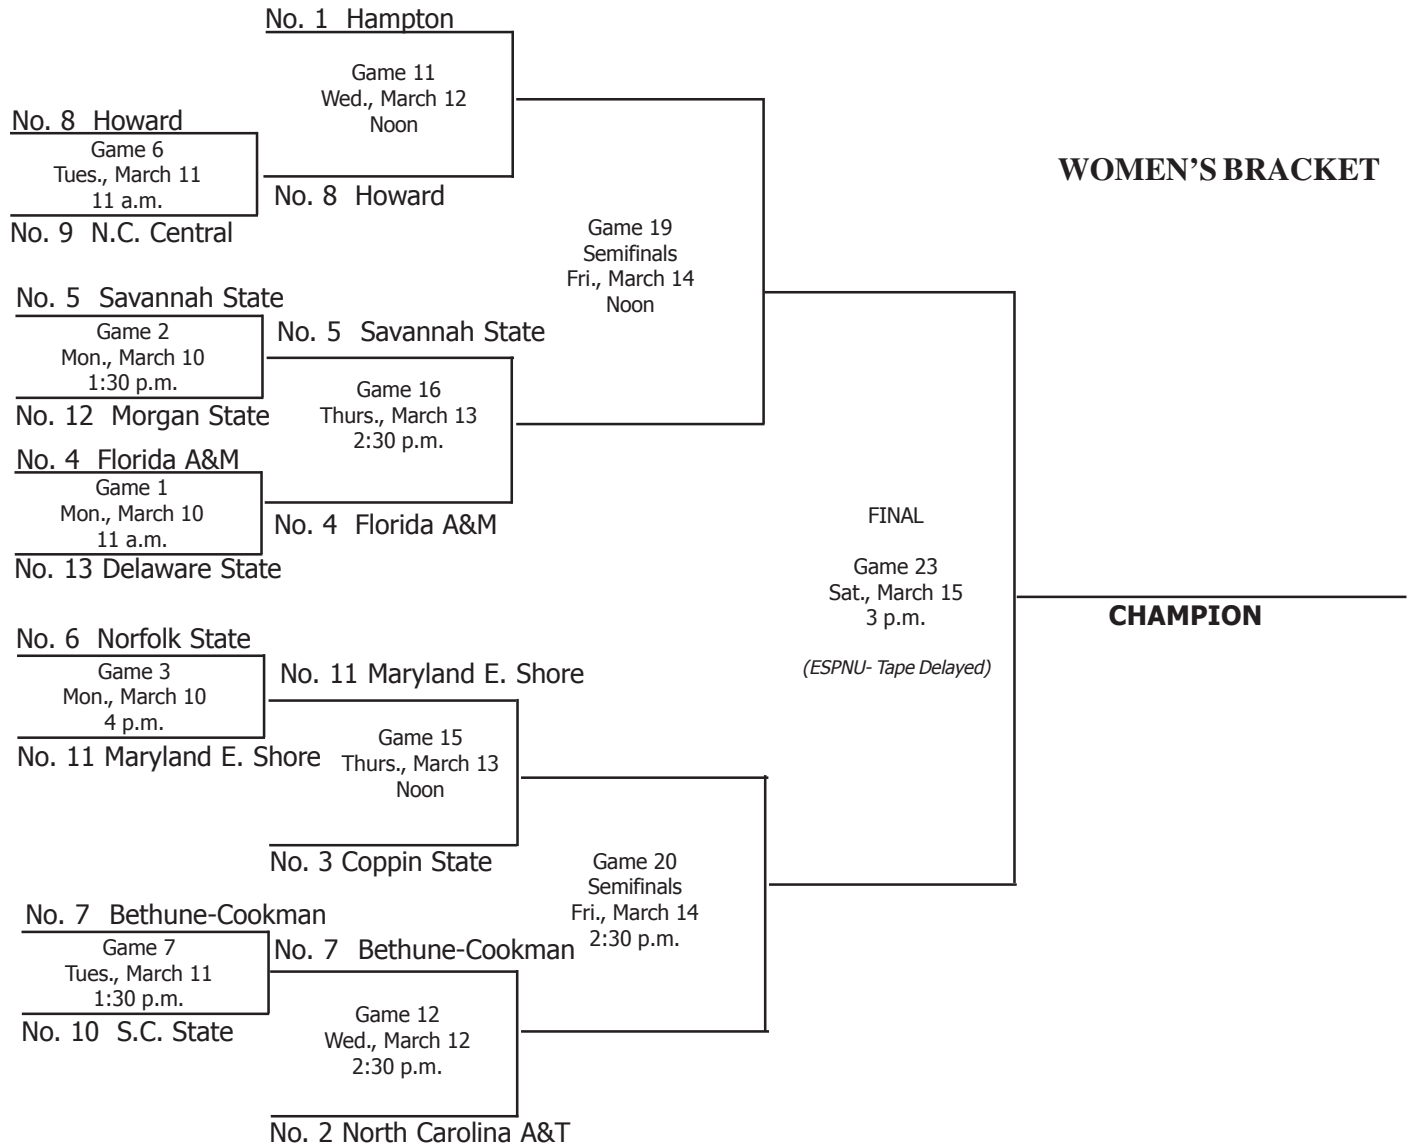 No. 1 Hampton
Game 11
Wed., March 12
Noon
No. 8 Howard
Game 6
Tues., March 11
11 a.m.
No. 9 N.C. Central
No. 8 Howard
WOMEN'S BRACKET
Game 19
Semifinals
Fri., March 14
Noon
No. 5 Savannah State
Game 2
Mon., March 10
1:30 p.m.
No. 12 Morgan State
No. 5 Savannah State
Game 16
Thurs., March 13
2:30 p.m.
No. 4 Florida A&M
Game 1
Mon., March 10
11 a.m.
No. 13 Delaware State
No. 4 Florida A&M
FINAL
Game 23
Sat., March 15
3 p.m.
(ESPNU- Tape Delayed)
CHAMPION
No. 6 Norfolk State
Game 3
Mon., March 10
4 p.m.
No. 11 Maryland E. Shore
No. 11 Maryland E. Shore
Game 15
Thurs., March 13
Noon
No. 3 Coppin State
Game 20
Semifinals
Fri., March 14
2:30 p.m.
No. 7 Bethune-Cookman
Game 7
Tues., March 11
1:30 p.m.
No. 10 S.C. State
No. 7 Bethune-Cookman
Game 12
Wed., March 12
2:30 p.m.
No. 2 North Carolina A&T